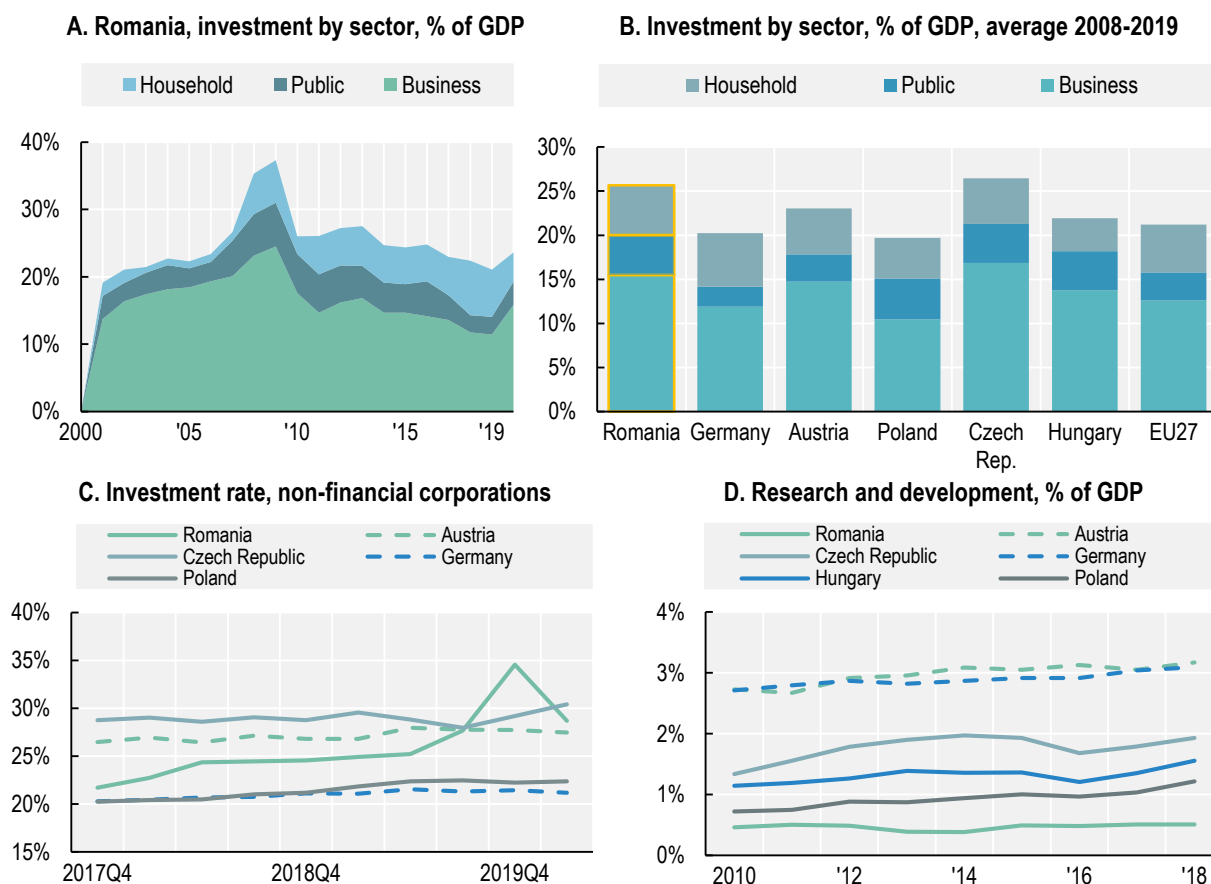 A. Romania, investment by sector, % of GDP
Household Public Business
40%
30%
20%
10%
0%
2000 '05 '10 '15 '19
B. Investment by sector, % of GDP, average 2008-2019
Household Public Business
30%
25%
20%
15%
10%
5%
0%
Romania Germany Austria Poland Czech Rep. Hungary EU27
C. Investment rate, non-financial corporations
Romania Austria
Czech Republic Germany
Poland
40%
35%
30%
25%
20%
15%
2017Q4 2018Q4 2019Q4
D. Research and development, % of GDP
Romania Austria
Czech Republic Germany
Hungary Poland
4%
3%
2%
1%
0%
2010 '12 '14 '16 '18